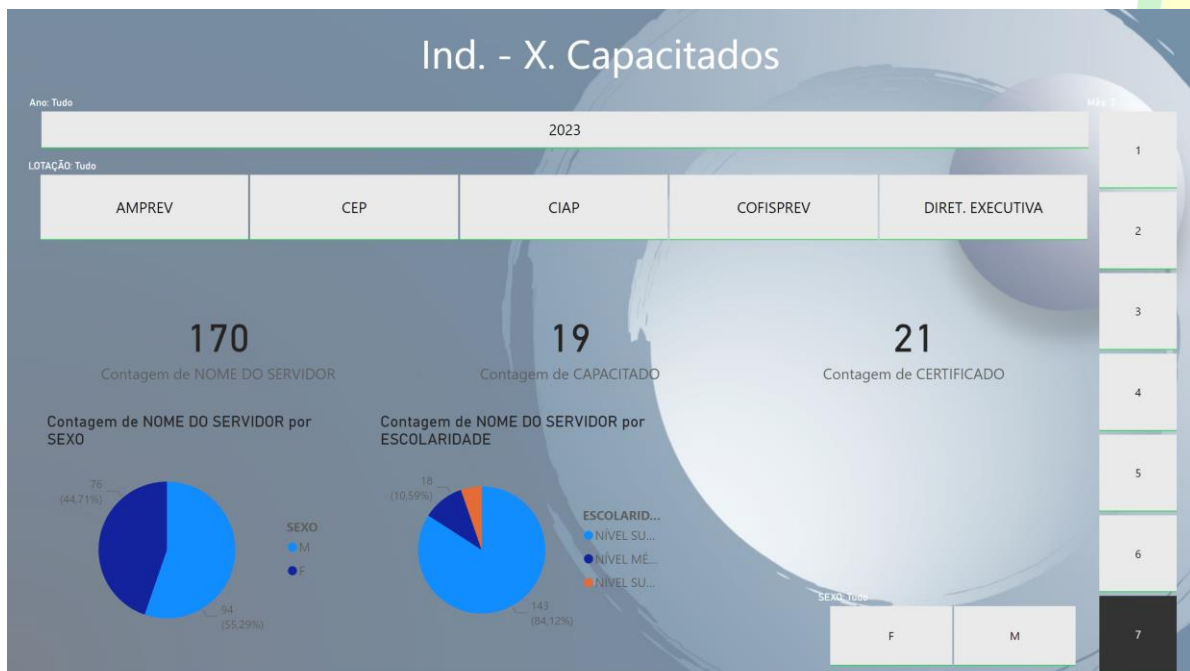 Ind. - X. Capacitados
Ano: Tudo
Mês: 7
2023
1
LOTAÇÃO: Tudo
AMPREV
CEP
CIAP
COFISPREV
DIRET. EXECUTIVA
2
3
170
Contagem de NOME DO SERVIDOR
19
Contagem de CAPACITADO
21
Contagem de CERTIFICADO
4
Contagem de NOME DO SERVIDOR por
SEXO
76
(44,71%)
SEXO
M
F
94
(55,29%)
Contagem de NOME DO SERVIDOR por
ESCOLARIDADE
18
(10,59%)
ESCOLARID...
NÍVEL SU...
NÍVEL MÉ...
NÍVEL SU...
143
(84,12%)
5
6
SEXO: Tudo
F
M
7